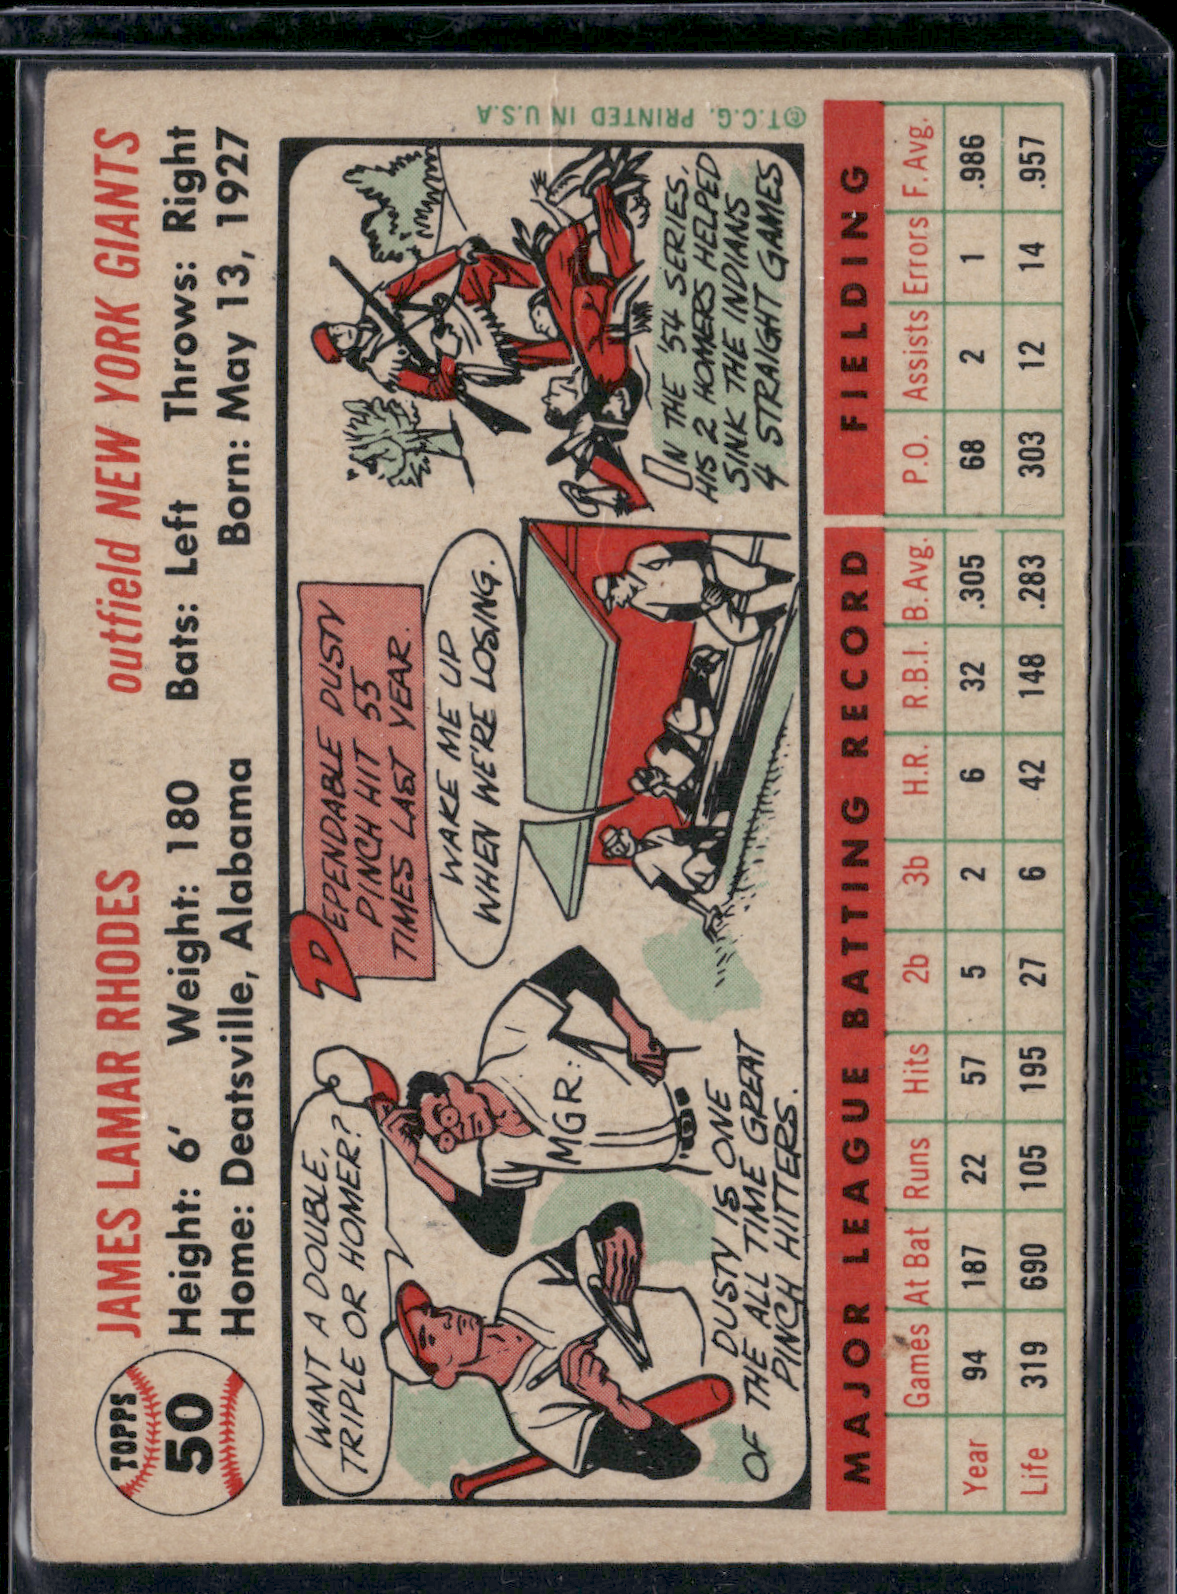 TOPPS
50
JAMES LAMAR RHODES outfield NEW YORK GIANTS
Height: 6' Weight: 180 Bats: Left Throws: Right
Home: Deatsville, Alabama Born: May 13, 1927
WANT A DOUBLE,
TRIPLE OR HOMER?
MGR.
DUSTY IS ONE
OF THE ALL TIME GREAT
PINCH HITTERS.
DEPENDABLE DUSTY
PINCH HIT 55
TIMES LAST YEAR.
WAKE ME UP
WHEN WE'RE LOSING.
IN THE '54 SERIES,
HIS 2 HOMERS HELPED
SINK THE INDIANS
4 STRAIGHT GAMES
©T.C.G. PRINTED IN U.S.A
MAJOR LEAGUE BATTING RECORD FIELDING
Games At Bat Runs Hits 2b 3b H.R. R.B.I. B. Avg. P.O. Assists Errors F. Avg.
Year 94 187 22 57 5 2 6 32 .305 68 2 1 .986
Life 319 690 105 195 27 6 42 148 .283 303 12 14 .957